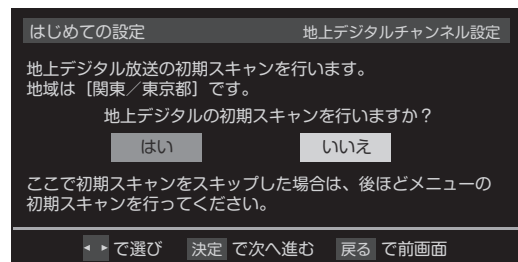 はじめての設定 地上デジタルチャンネル設定
地上デジタル放送の初期スキャンを行います。
地域は［関東／東京都］です。
地上デジタルの初期スキャンを行いますか？
はい いいえ
ここで初期スキャンをスキップした場合は、後ほどメニューの
初期スキャンを行ってください。
で選び 決定 で次へ進む 戻る で前画面